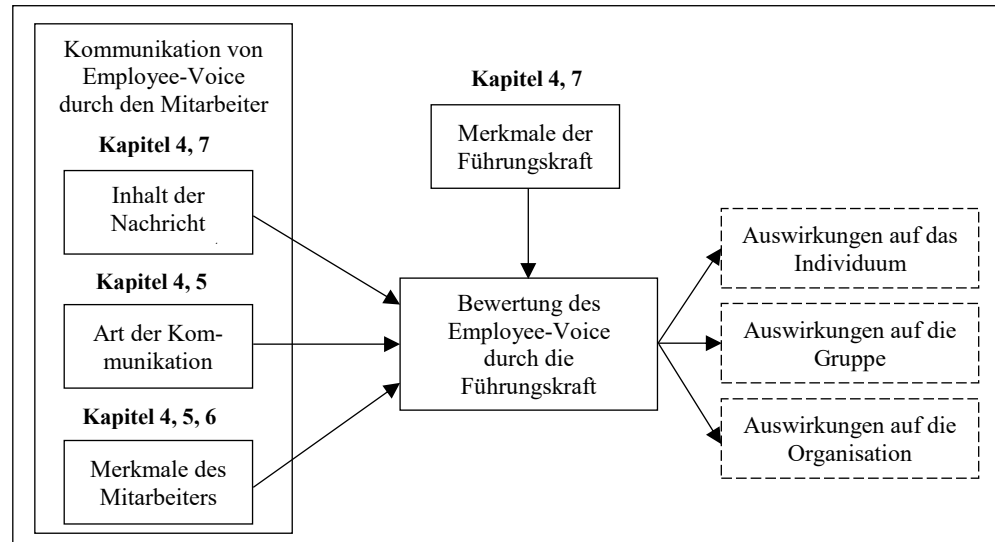 Kommunikation von
Employee-Voice
durch den Mitarbeiter
Kapitel 4, 7
Inhalt der
Nachricht
Kapitel 4, 5
Art der Kom-
munikation
Kapitel 4, 5, 6
Merkmale des
Mitarbeiters
Kapitel 4, 7
Merkmale der
Führungskraft
Bewertung des
Employee-Voice
durch die
Führungskraft
Auswirkungen auf das
Individuum
Auswirkungen auf die
Gruppe
Auswirkungen auf die
Organisation